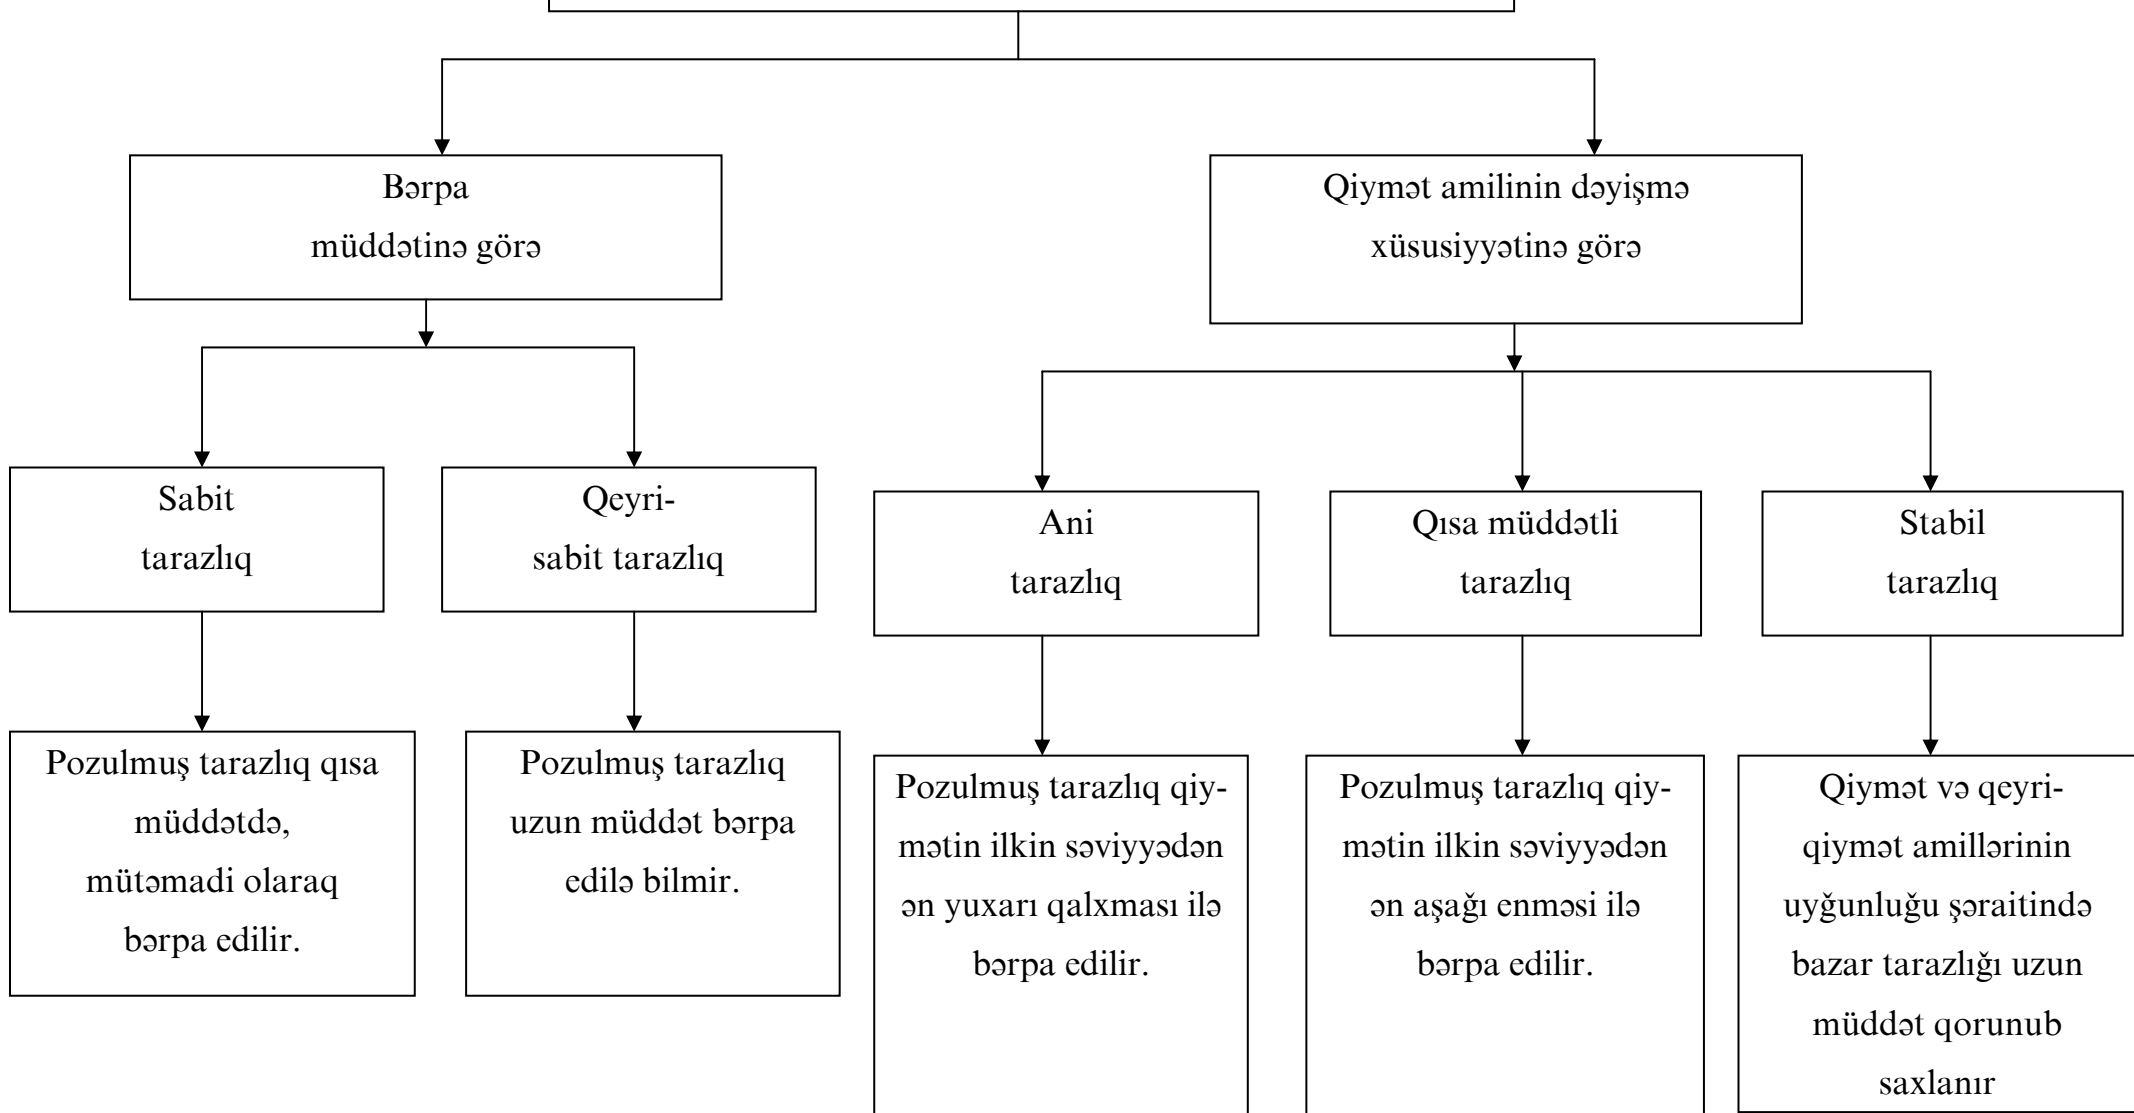 Bərpa
müddətinə görə
Qiymət amilinin dəyişmə
xüsusiyyətinə görə
Sabit
tarazlıq
Qeyri-
sabit tarazlıq
Ani
tarazlıq
Qısa müddətli
tarazlıq
Stabil
tarazlıq
Pozulmuş tarazlıq qısa
müddətdə,
mütəmadi olaraq
bərpa edilir.
Pozulmuş tarazlıq
uzun müddət bərpa
edilə bilmir.
Pozulmuş tarazlıq qiy-
mətin ilkin səviyyədən
ən yuxarı qalxması ilə
bərpa edilir.
Pozulmuş tarazlıq qiy-
mətin ilkin səviyyədən
ən aşağı enməsi ilə
bərpa edilir.
Qiymət və qeyri-
qiymət amillərinin
uyğunluğu şəraitində
bazar tarazlığı uzun
müddət qorunub
saxlanır